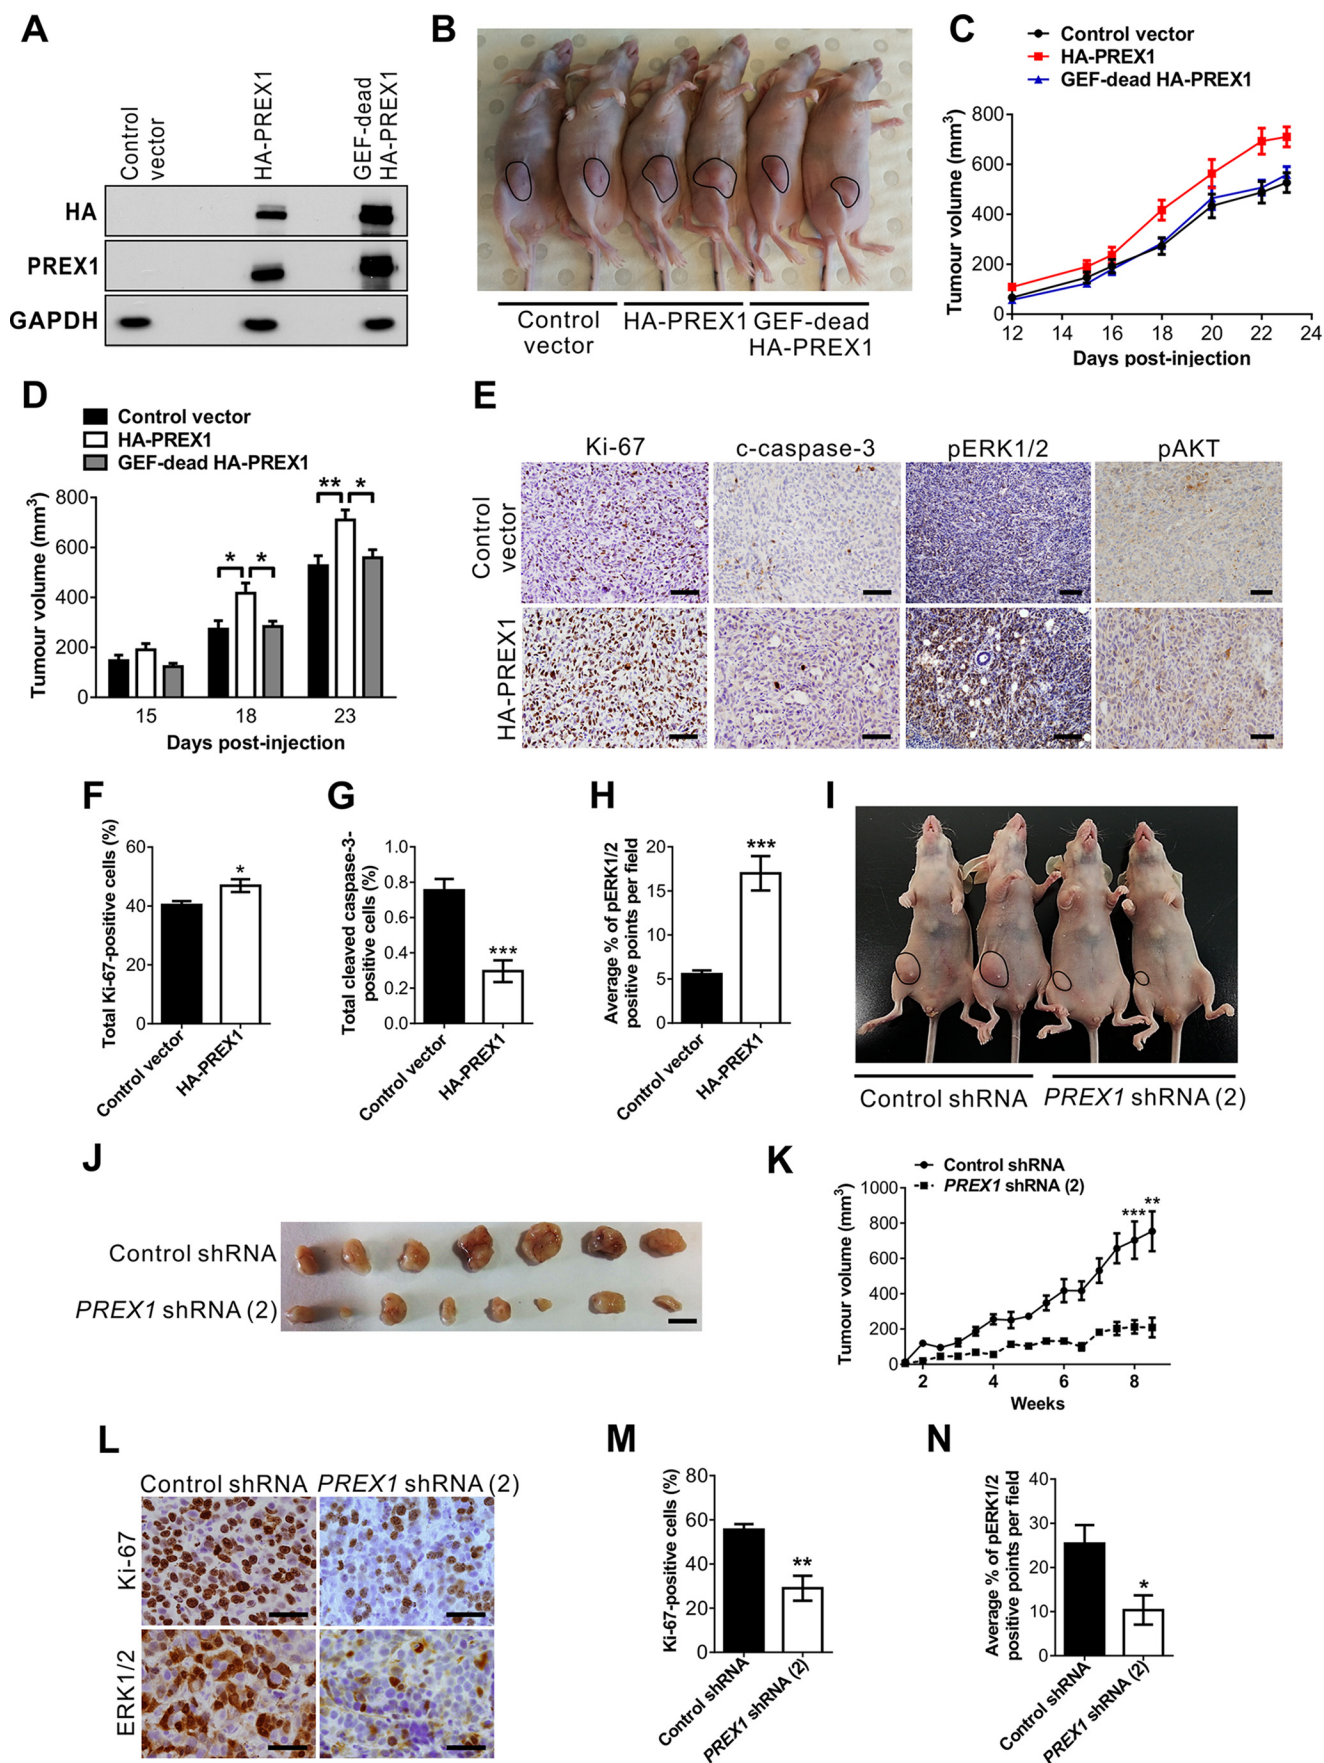 A
Control
vector
HA-PREX1
GEF-dead
HA-PREX1
HA
PREX1
GAPDH
B
Control
vector
HA-PREX1
GEF-dead
HA-PREX1
C
Control vector
HA-PREX1
GEF-dead HA-PREX1
Tumour volume (mm³)
800
600
400
200
0
12 14 16 18 20 22 24
Days post-injection
D
Control vector
HA-PREX1
GEF-dead HA-PREX1
Tumour volume (mm³)
800
600
400
200
0
* * ** *
15 18 23
Days post-injection
E
Ki-67 c-caspase-3 pERK1/2 pAKT
Control
vector
HA-PREX1
F
Total Ki-67-positive cells (%)
60
40
20
0
*
Control vector
HA-PREX1
G
Total cleaved caspase-3-
positive cells (%)
1.0
0.8
0.6
0.4
0.2
0.0
***
Control vector
HA-PREX1
H
Average % of pERK1/2
positive points per field
20
15
10
5
0
***
Control vector
HA-PREX1
I
Control shRNA PREX1 shRNA (2)
J
Control shRNA
PREX1 shRNA (2)
K
Control shRNA
PREX1 shRNA (2)
Tumour volume (mm³)
1000
800
600
400
200
0
*** **
2 4 6 8
Weeks
L
Control shRNA PREX1 shRNA (2)
Ki-67
ERK1/2
M
Ki-67-positive cells (%)
80
60
40
20
0
**
Control shRNA
PREX1 shRNA (2)
N
Average % of pERK1/2
positive points per field
40
30
20
10
0
*
Control shRNA
PREX1 shRNA (2)